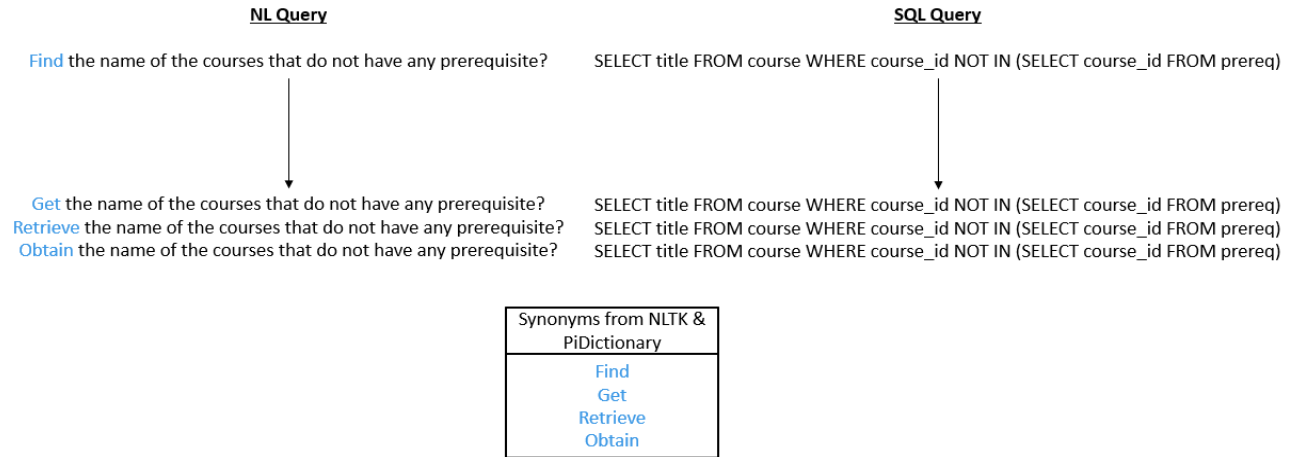 NL Query
SQL Query
Find the name of the courses that do not have any prerequisite?
SELECT title FROM course WHERE course_id NOT IN (SELECT course_id FROM prereq)
Get the name of the courses that do not have any prerequisite?
SELECT title FROM course WHERE course_id NOT IN (SELECT course_id FROM prereq)
Retrieve the name of the courses that do not have any prerequisite?
SELECT title FROM course WHERE course_id NOT IN (SELECT course_id FROM prereq)
Obtain the name of the courses that do not have any prerequisite?
SELECT title FROM course WHERE course_id NOT IN (SELECT course_id FROM prereq)
Synonyms from NLTK &
PiDictionary
Find
Get
Retrieve
Obtain